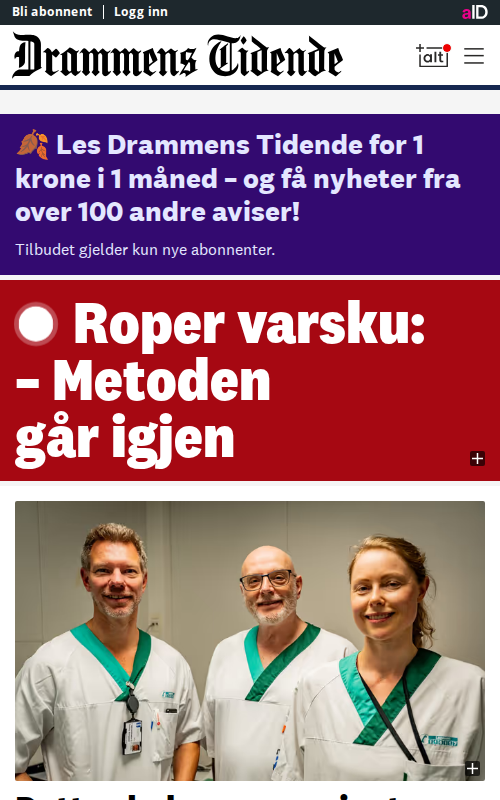 Bli abonnent | Logg inn
aID
Drammens Tidende
+alt
Les Drammens Tidende for 1
krone i 1 måned – og få nyheter fra
over 100 andre aviser!
Tilbudet gjelder kun nye abonnenter.
Roper varsku:
– Metoden
går igjen